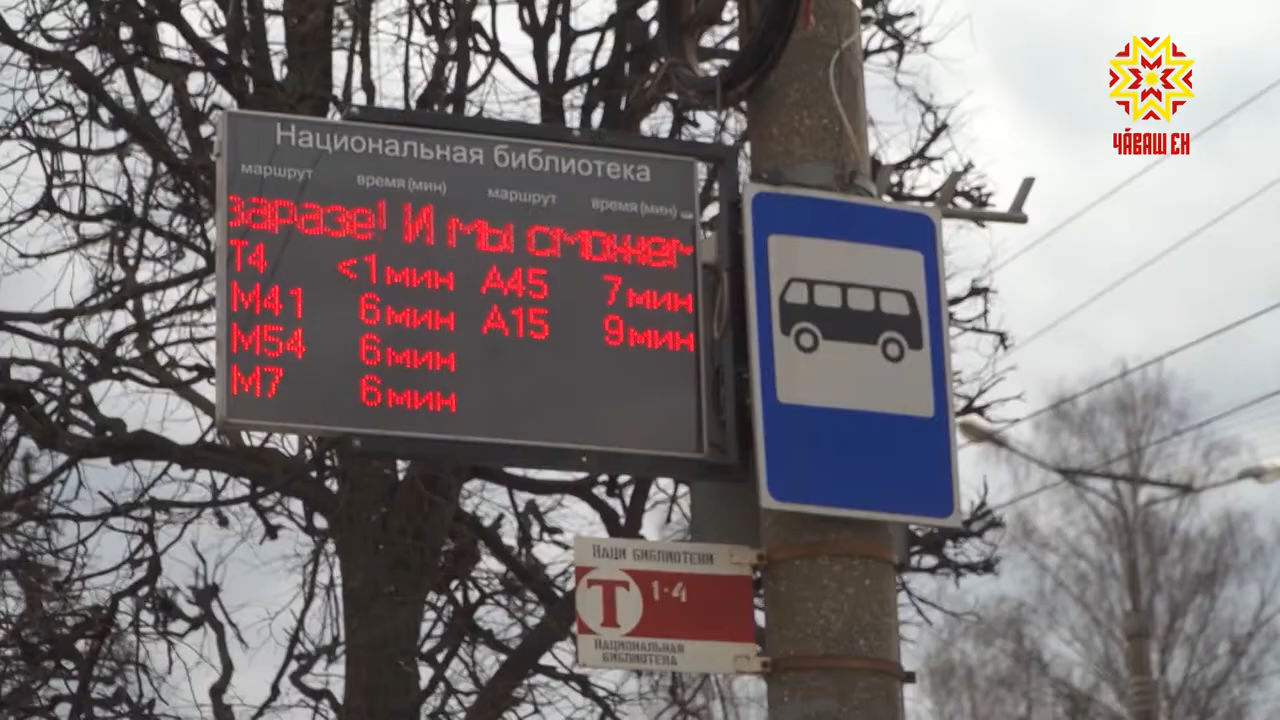 Национальная библиотека
маршрут время (мин) маршрут время (мин)
заразе! И мы сможем
Т4 <1мин А45 7мин
М41 6мин А15 9мин
М54 6мин
М7 6мин
ЧӐВАШ ЕН
НАЦИ БИБЛИОТЕКИ
Т 1-4
НАЦИОНАЛЬНАЯ
БИБЛИОТЕКА